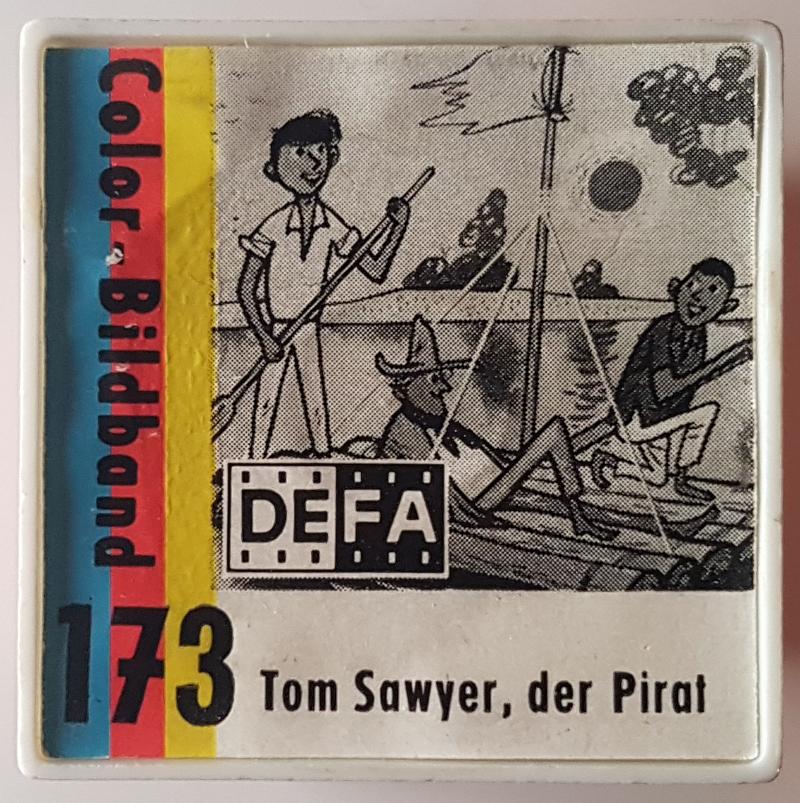 Color-Bildband
DEFA
173
Tom Sawyer, der Pirat